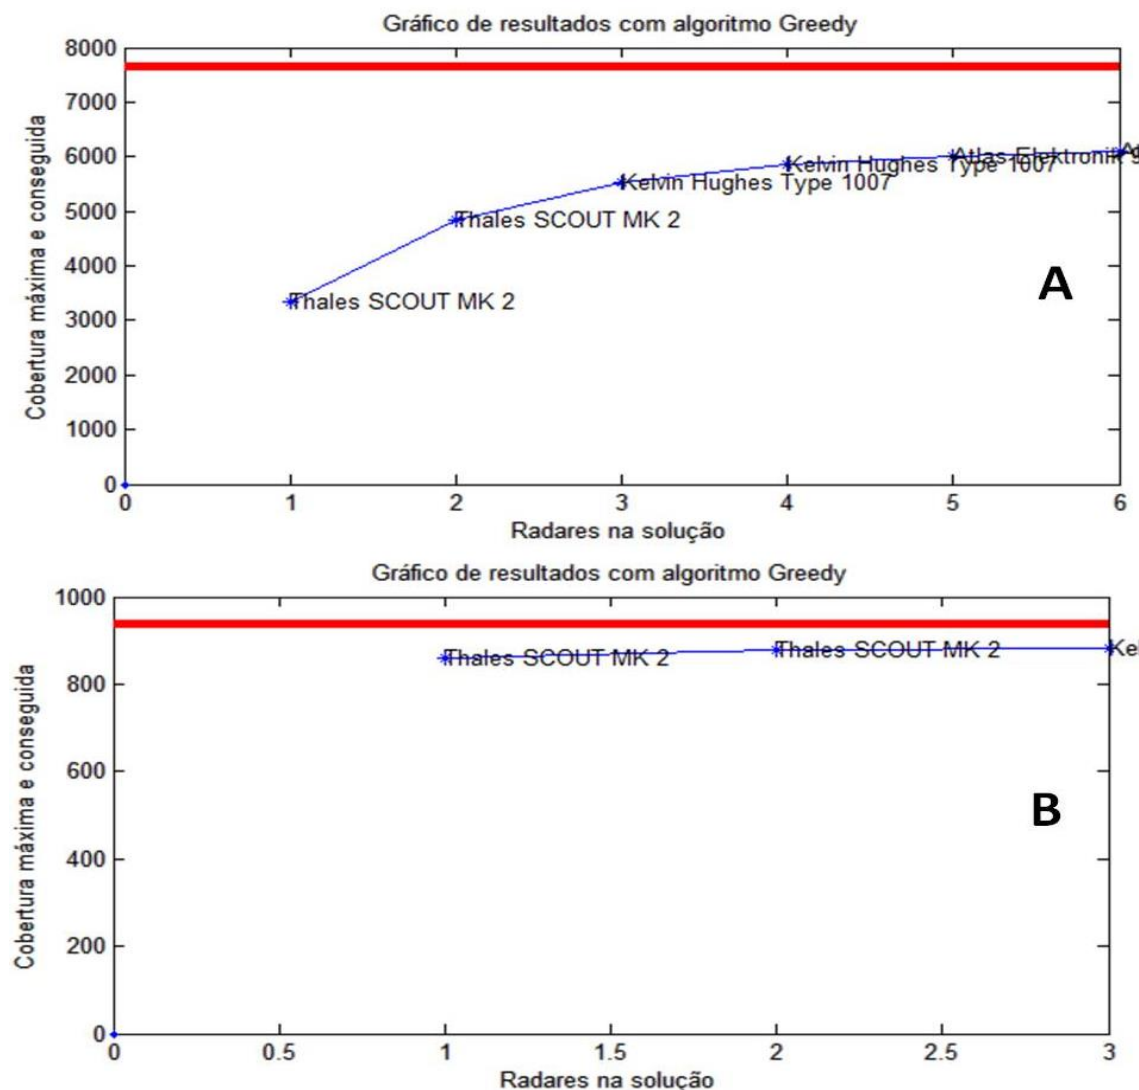 Gráfico de resultados com algoritmo Greedy
8000
7000
6000
5000
4000
3000
2000
1000
0
Cobertura máxima e conseguida
Thales SCOUT MK 2
Thales SCOUT MK 2
Kelvin Hughes Type 1007
Kelvin Hughes Type 1007
Atlas-Elektronik
A
0 1 2 3 4 5 6
Radares na solução
Gráfico de resultados com algoritmo Greedy
1000
800
600
400
200
0
Cobertura máxima e conseguida
Thales SCOUT MK 2
Thales SCOUT MK 2
Kel
B
0 0.5 1 1.5 2 2.5 3
Radares na solução